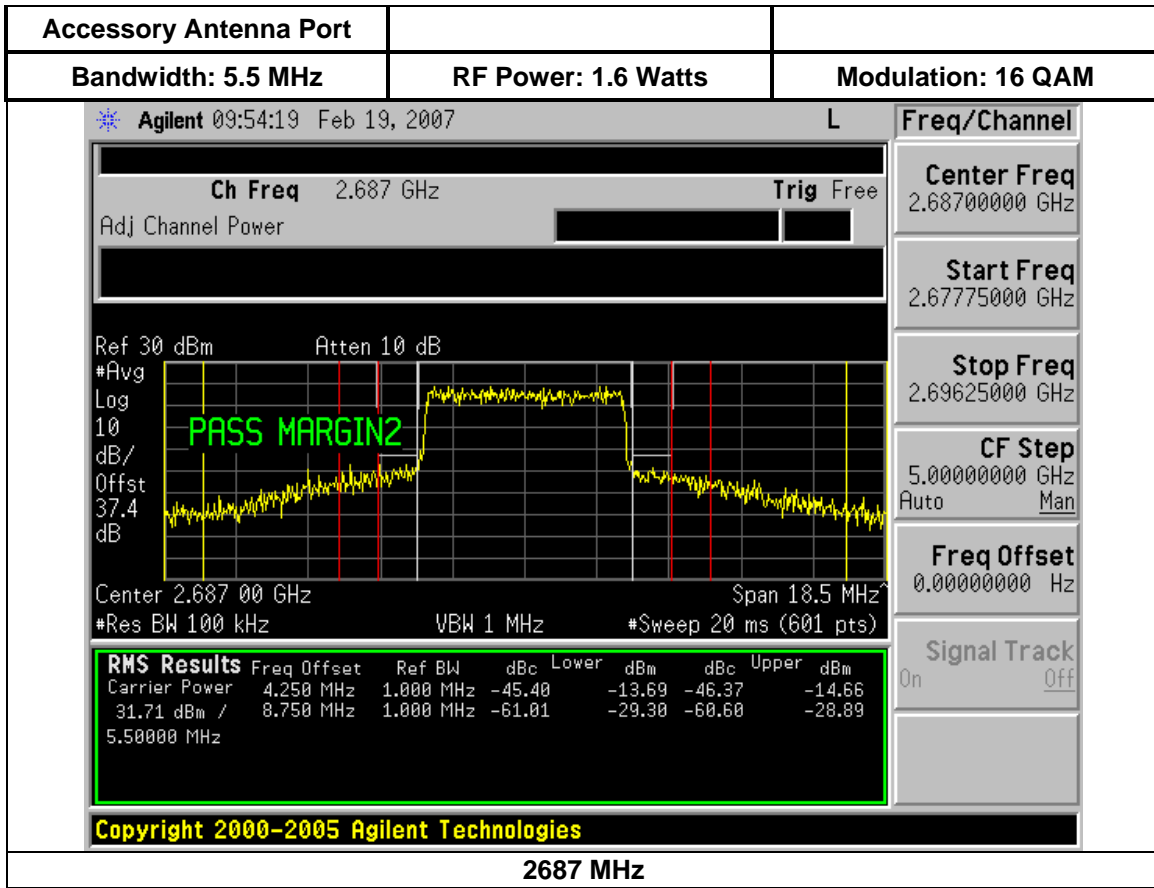 Accessory Antenna Port
Bandwidth: 5.5 MHz RF Power: 1.6 Watts Modulation: 16 QAM
Agilent 09:54:19 Feb 19, 2007 L Freq/Channel
Ch Freq 2.687 GHz Trig Free
Adj Channel Power
Center Freq
2.68700000 GHz
Start Freq
2.67775000 GHz
Stop Freq
2.69625000 GHz
CF Step
5.00000000 GHz
Auto Man
Freq Offset
0.00000000 Hz
Signal Track
On Off
Ref 30 dBm Atten 10 dB
#Avg
Log
10
dB/
Offst
37.4
dB
PASS MARGIN2
Center 2.687 00 GHz Span 18.5 MHz^
#Res BW 100 kHz VBW 1 MHz #Sweep 20 ms (601 pts)
RMS Results Freq Offset Ref BW dBc Lower dBm dBc Upper dBm
Carrier Power 4.250 MHz 1.000 MHz -45.40 -13.69 -46.37 -14.66
31.71 dBm / 8.750 MHz 1.000 MHz -61.01 -29.30 -60.60 -28.89
5.50000 MHz
Copyright 2000-2005 Agilent Technologies
2687 MHz